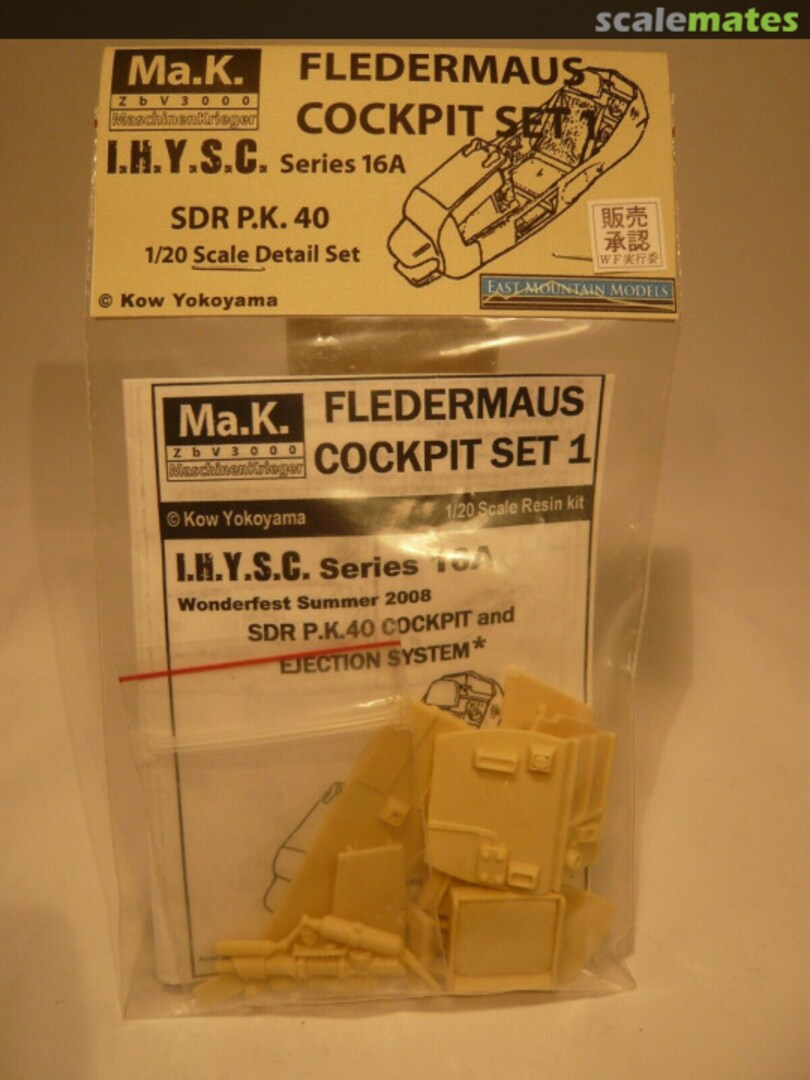 scalemates
Ma.K.
ZbV3000
MaschinenKrieger
FLEDERMAUS
COCKPIT SET 1
I.H.Y.S.C. Series 16A
SDR P.K. 40
1/20 Scale Detail Set
© Kow Yokoyama
販売
承認
WF実行委
EAST MOUNTAIN MODELS
Ma.K.
ZbV3000
MaschinenKrieger
FLEDERMAUS
COCKPIT SET 1
© Kow Yokoyama
1/20 Scale Resin kit
I.H.Y.S.C. Series 16A
Wonderfest Summer 2008
SDR P.K.40 COCKPIT and
EJECTION SYSTEM*